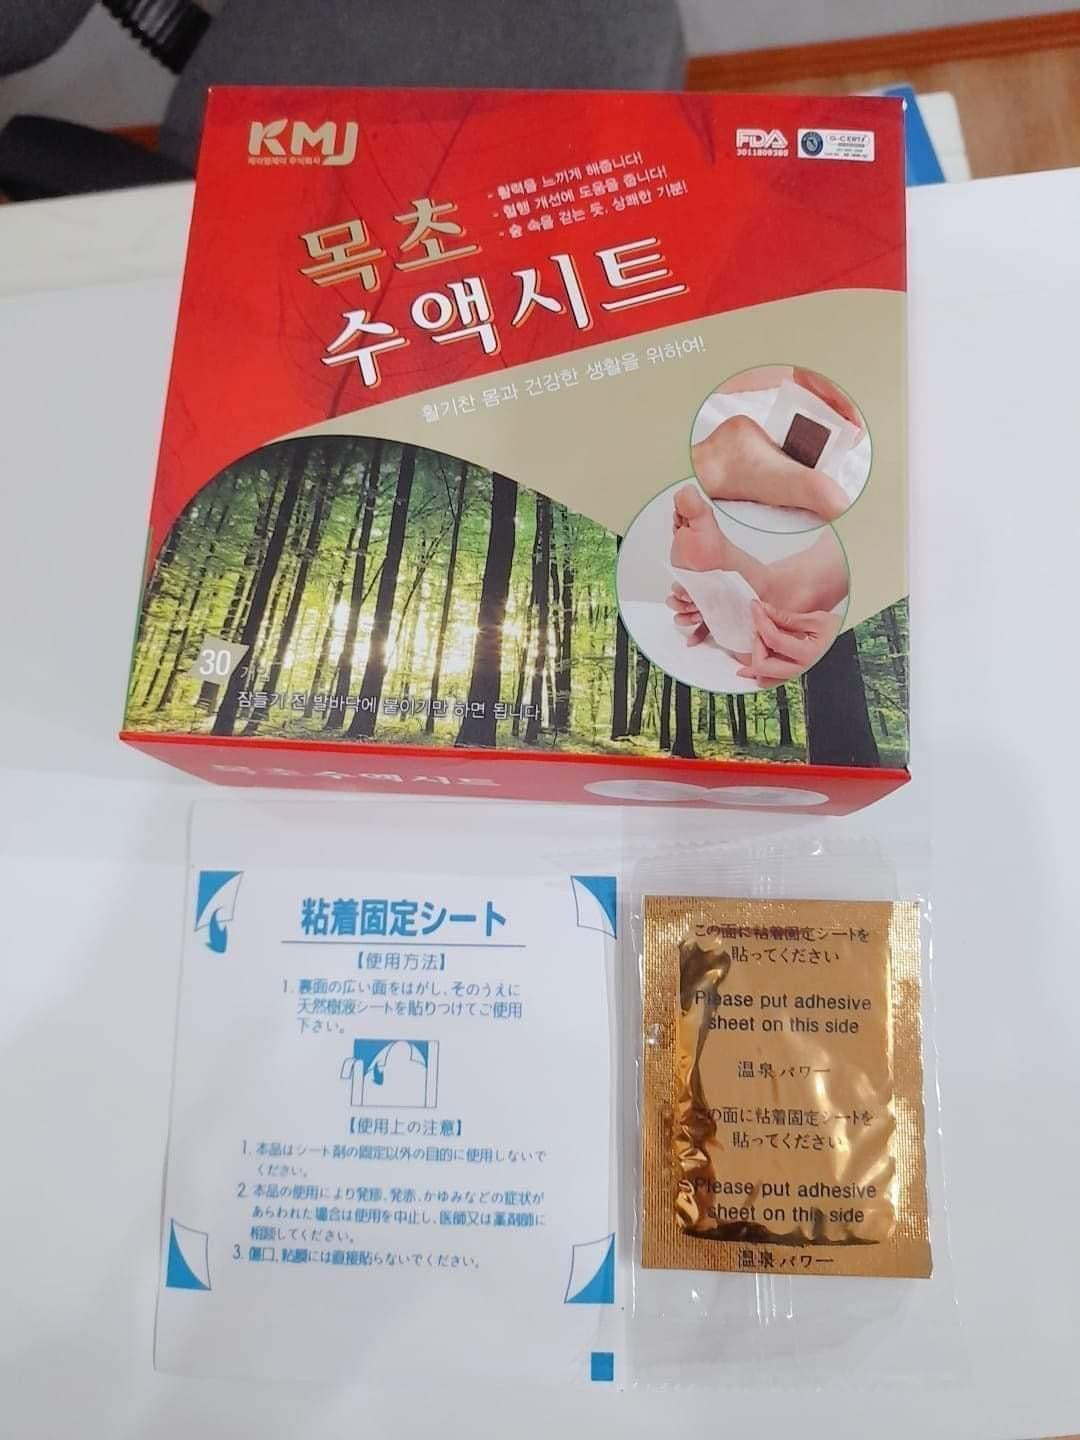 KMJ
케이엠제이 주식회사
FDA
3011809389
G-CERTI
- 활력을 느끼게 해줍니다!
- 혈행 개선에 도움을 줍니다!
- 숲 속을 걷는 듯, 상쾌한 기분!
목초
수액시트
활기찬 몸과 건강한 생활을 위하여!
30
잠들기 전 발바닥에 붙이기만 하면 됩니다.
목초수액시트
粘着固定シート
【使用方法】
1. 裏面の広い面をはがし、そのうえに
天然樹液シートを貼りつけてご使用
下さい。
【使用上の注意】
1. 本品はシート剤の固定以外の目的に使用しないで
ください。
2. 本品の使用により発疹、発赤、かゆみなどの症状が
あらわれた場合は使用を中止し、医師又は薬剤師に
相談してください。
3. 傷口、粘膜には直接貼らないでください。
この面に粘着固定シートを
貼ってください
Please put adhesive
sheet on this side
温泉パワー
この面に粘着固定シートを
貼ってください
Please put adhesive
sheet on this side
温泉パワー